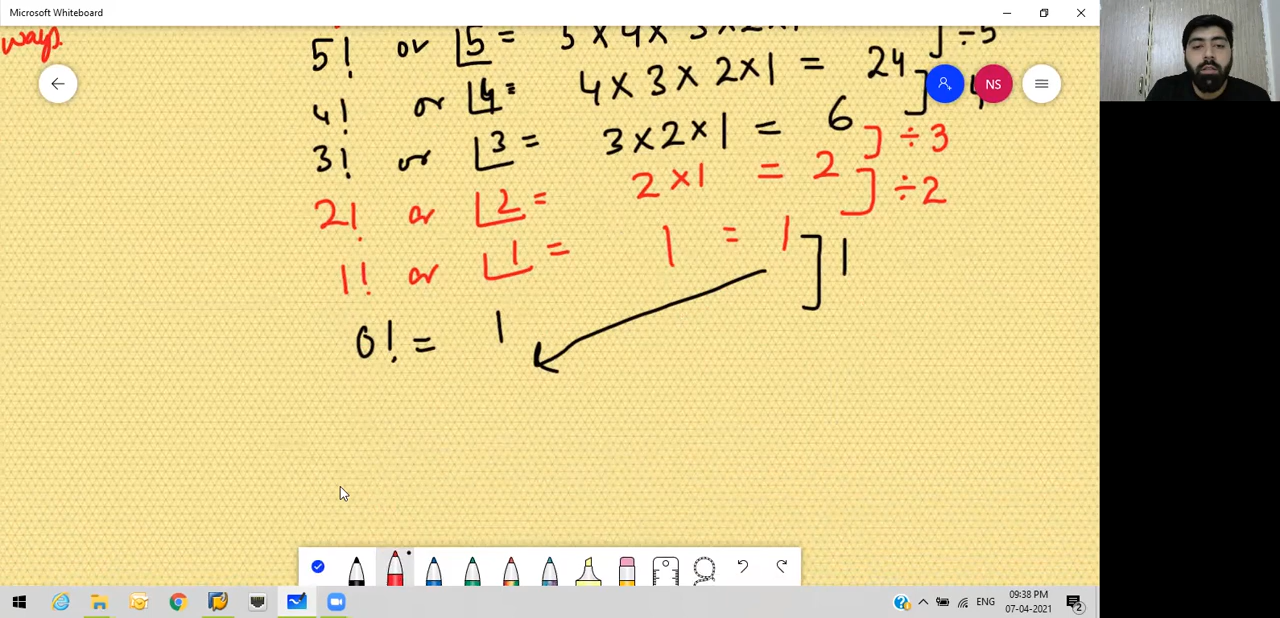 Microsoft Whiteboard
ways.
5! or ⌊5 = 5 × 4 × 3 × 2 × 1 ] ÷5
4! or ⌊4 = 4 × 3 × 2 × 1 = 24 ]
3! or ⌊3 = 3 × 2 × 1 = 6 ] ÷3
2! or ⌊2 = 2 × 1 = 2 ] ÷2
1! or ⌊1 = 1 = 1 ] 1
0! = 1
NS
ENG
09:38 PM
07-04-2021